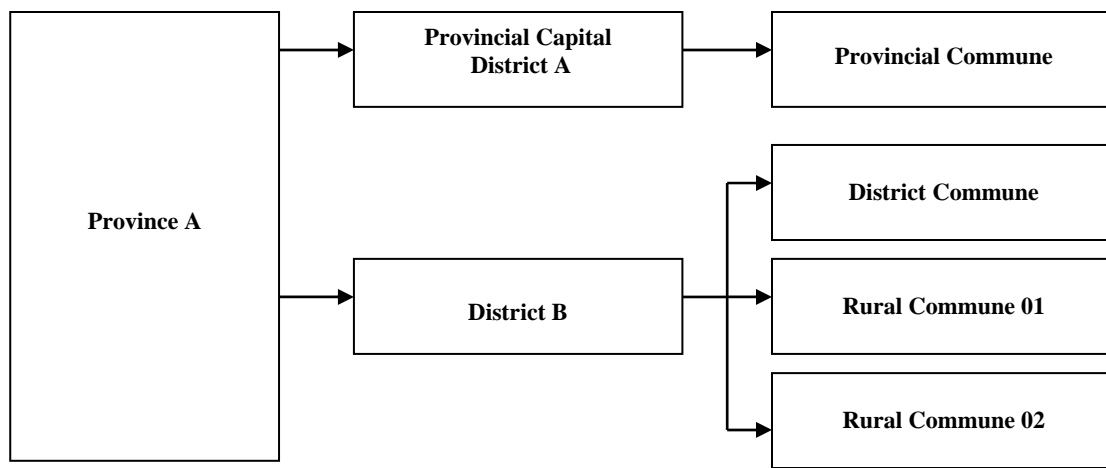 Province A
Provincial Capital
District A
Provincial Commune
District B
District Commune
Rural Commune 01
Rural Commune 02